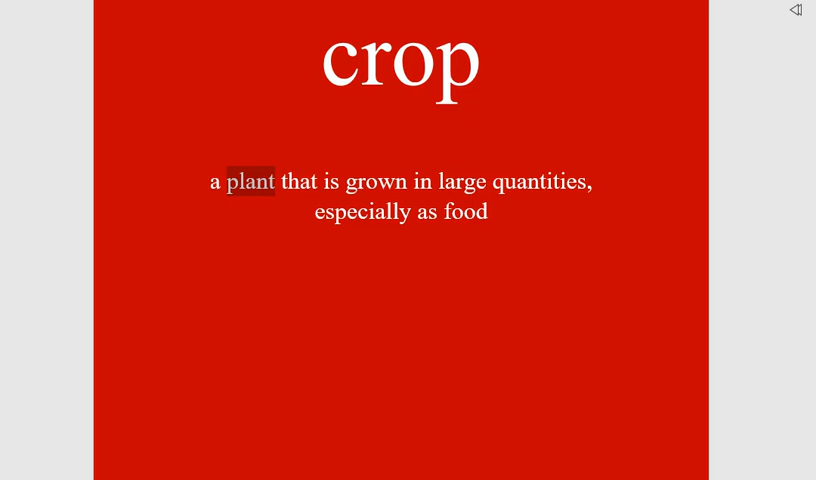 crop
a plant that is grown in large quantities,
especially as food